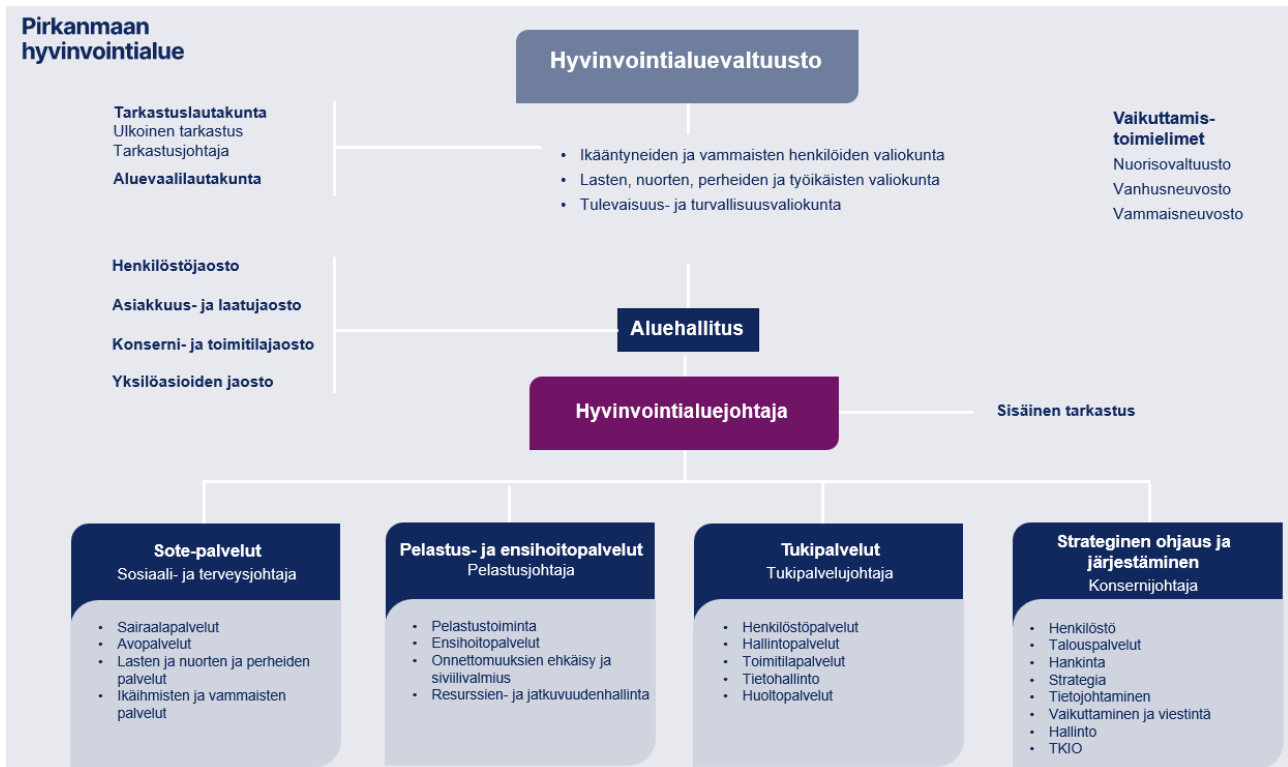 Pirkanmaan
hyvinvointialue
Hyvinvointialuevaltuusto
Tarkastuslautakunta
Ulkoinen tarkastus
Tarkastusjohtaja
Aluevaalilautakunta
• Ikääntyneiden ja vammaisten henkilöiden valiokunta
• Lasten, nuorten, perheiden ja työikäisten valiokunta
• Tulevaisuus- ja turvallisuusvaliokunta
Vaikuttamis-
toimielimet
Nuorisovaltuusto
Vanhusneuvosto
Vammaisneuvosto
Henkilöstöjaosto
Asiakkuus- ja laatujaosto
Konserni- ja toimitilajaosto
Yksilöasioiden jaosto
Aluehallitus
Hyvinvointialuejohtaja
Sisäinen tarkastus
Sote-palvelut
Sosiaali- ja terveysjohtaja
• Sairaalapalvelut
• Avopalvelut
• Lasten ja nuorten ja perheiden
palvelut
• Ikäihmisten ja vammaisten
palvelut
Pelastus- ja ensihoitopalvelut
Pelastusjohtaja
• Pelastustoiminta
• Ensihoitopalvelut
• Onnettomuuksien ehkäisy ja
siviilivalmius
• Resurssien- ja jatkuvuudenhallinta
Tukipalvelut
Tukipalvelujohtaja
• Henkilöstöpalvelut
• Hallintopalvelut
• Toimitilapalvelut
• Tietohallinto
• Huoltopalvelut
Strateginen ohjaus ja
järjestäminen
Konsernijohtaja
• Henkilöstö
• Talouspalvelut
• Hankinta
• Strategia
• Tietojohtaminen
• Vaikuttaminen ja viestintä
• Hallinto
• TKIO